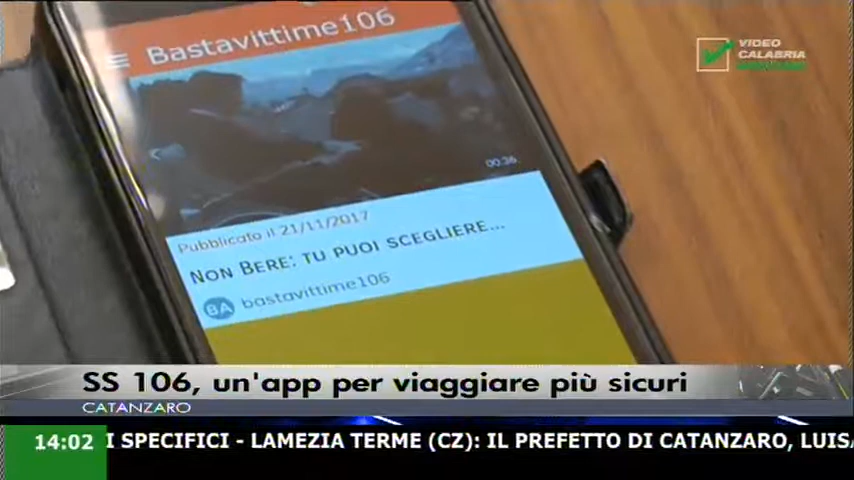 Bastavittime106
VIDEO
CALABRIA
00:36
Pubblicato il 21/11/2017
NON BERE: TU PUOI SCEGLIERE...
BA bastavittime106
SS 106, un'app per viaggiare più sicuri
CATANZARO
14:02 I SPECIFICI - LAMEZIA TERME (CZ): IL PREFETTO DI CATANZARO, LUISA